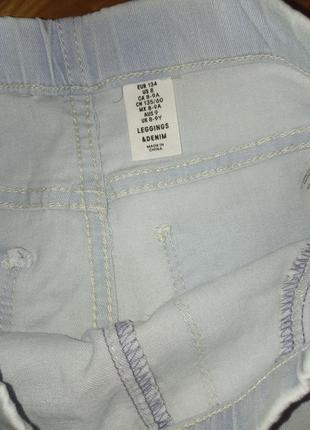 EUR 134
US 8
CA 8-9A
CN 135/60
MX 8-9A
AUS 9
UK 8-9Y
LEGGINGS
&DENIM
MADE IN
CHINA